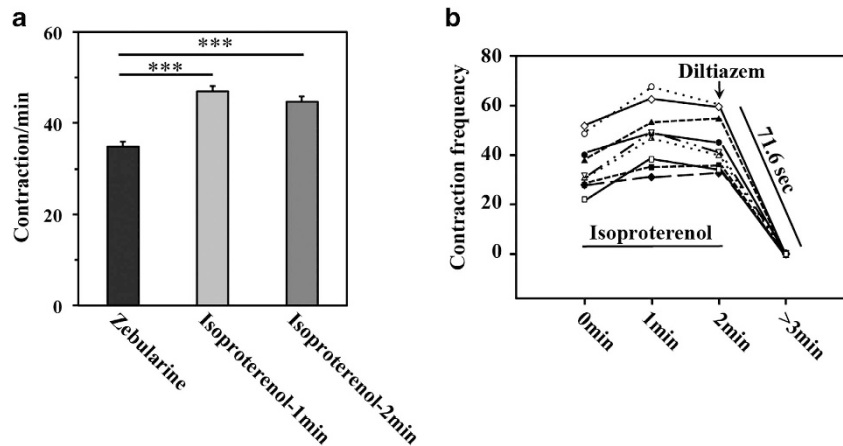 a
Contraction/min
60
40
20
0
***
***
Zebularine
Isoproterenol-1min
Isoproterenol-2min
b
Contraction frequency
80
60
40
20
0
Diltiazem
71.6 sec
Isoproterenol
0min
1min
2min
>3min